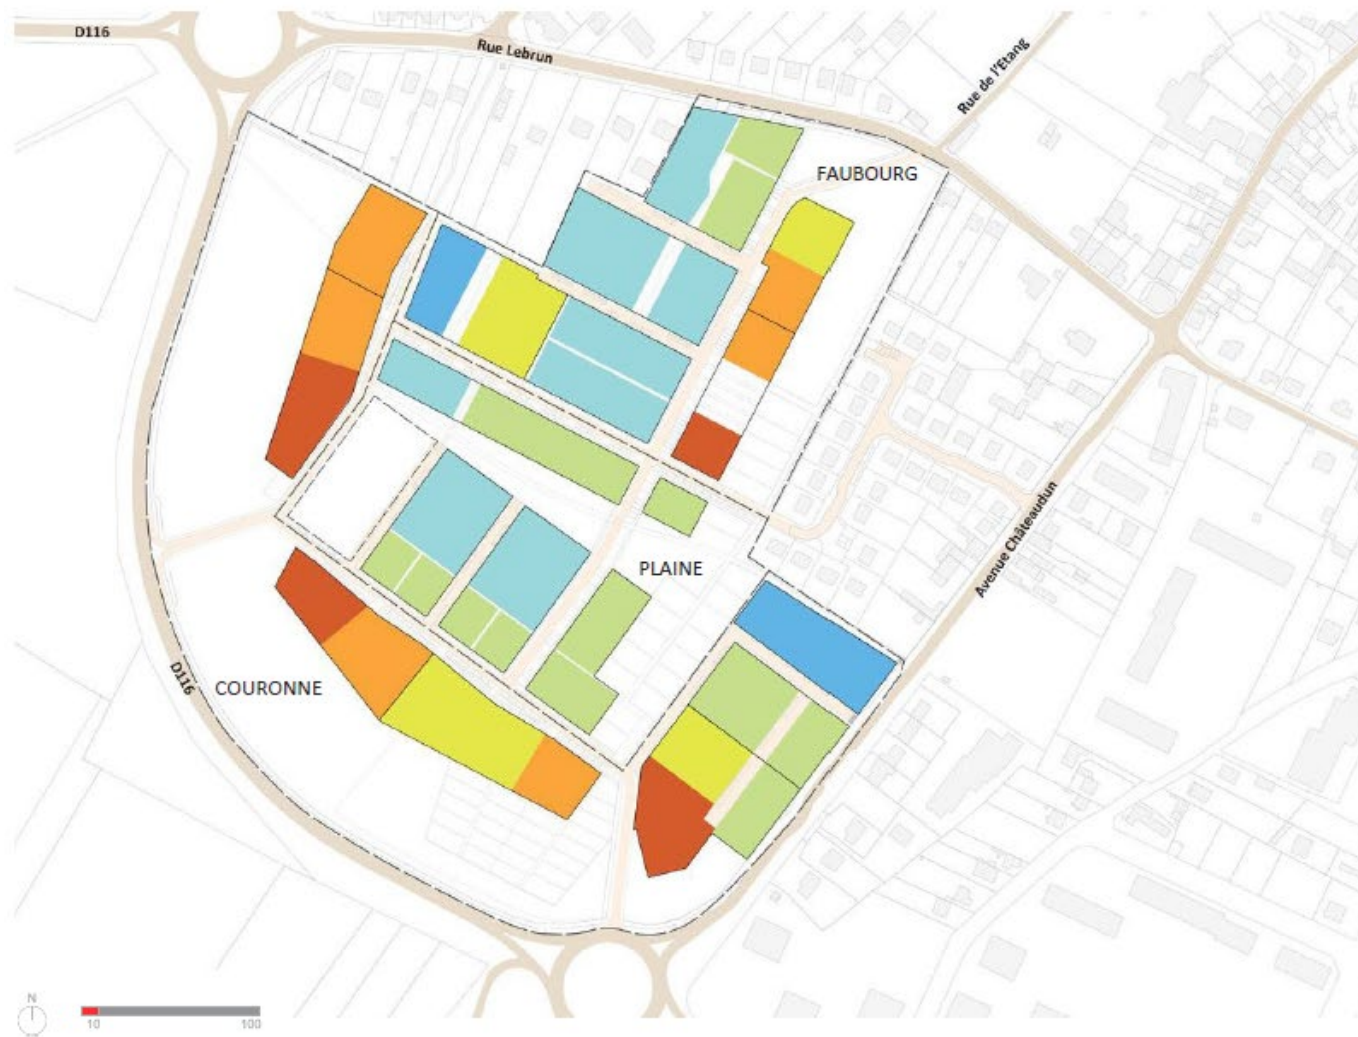 D116
Rue Lebrun
Rue de l'Etang
FAUBOURG
PLAINE
Avenue Châteaudun
COURONNE
D116
N
10
100